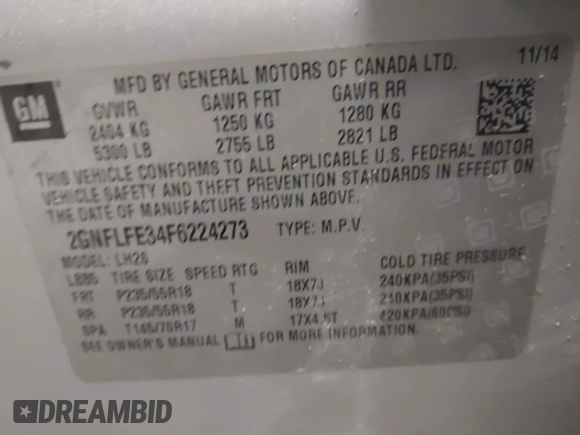 MFD BY GENERAL MOTORS OF CANADA LTD. 11/14
GM
GVWR GAWR FRT GAWR RR
2404 KG 1250 KG 1280 KG
5300 LB 2755 LB 2821 LB
THIS VEHICLE CONFORMS TO ALL APPLICABLE U.S. FEDERAL MOTOR
VEHICLE SAFETY AND THEFT PREVENTION STANDARDS IN EFFECT ON
THE DATE OF MANUFACTURE SHOWN ABOVE.
2GNFLFE34F6224273 TYPE: M.P.V.
MODEL: LH26
TIRE SIZE SPEED RTG RIM COLD TIRE PRESSURE
FRT P235/55R18 T 18X7J 240KPA(35PSI)
RR P235/55R18 T 18X7J (35PSI)
SPA T145/70R17 M 17X4.5T 420KPA(60PSI)
SEE OWNER'S MANUAL FOR MORE INFORMATION.
DREAMBID